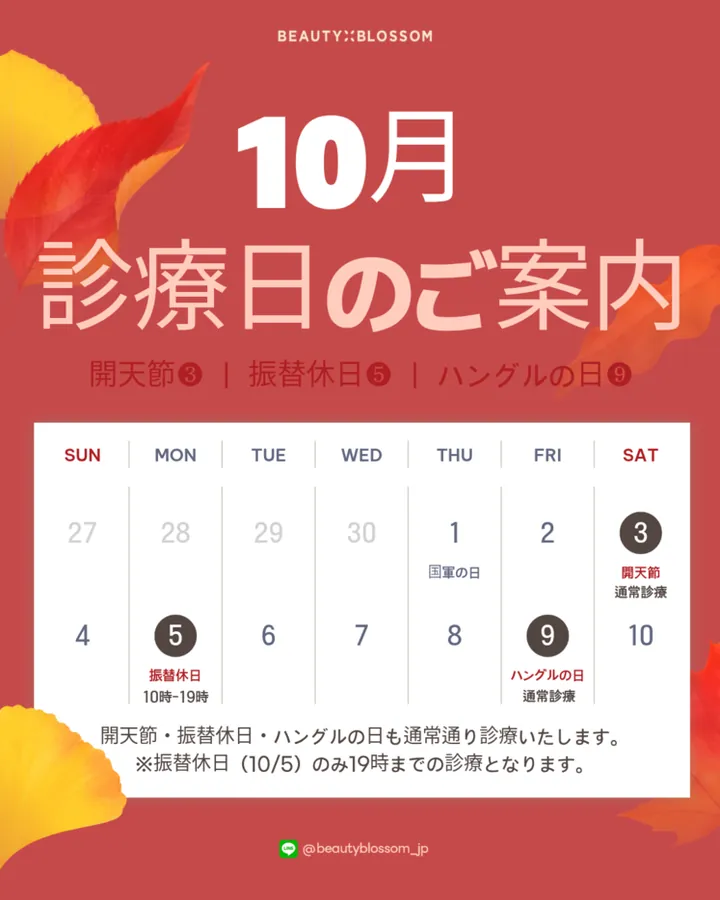 BEAUTY BLOSSOM
10月
診療日のご案内
開天節❸ | 振替休日❺ | ハングルの日❾
SUN MON TUE WED THU FRI SAT
27 28 29 30 1 2 3
国軍の日 開天節
通常診療
4 5 6 7 8 9 10
振替休日 ハングルの日
10時-19時 通常診療
開天節・振替休日・ハングルの日も通常通り診療いたします。
※振替休日（10/5）のみ19時までの診療となります。
LINE @beautyblossom_jp